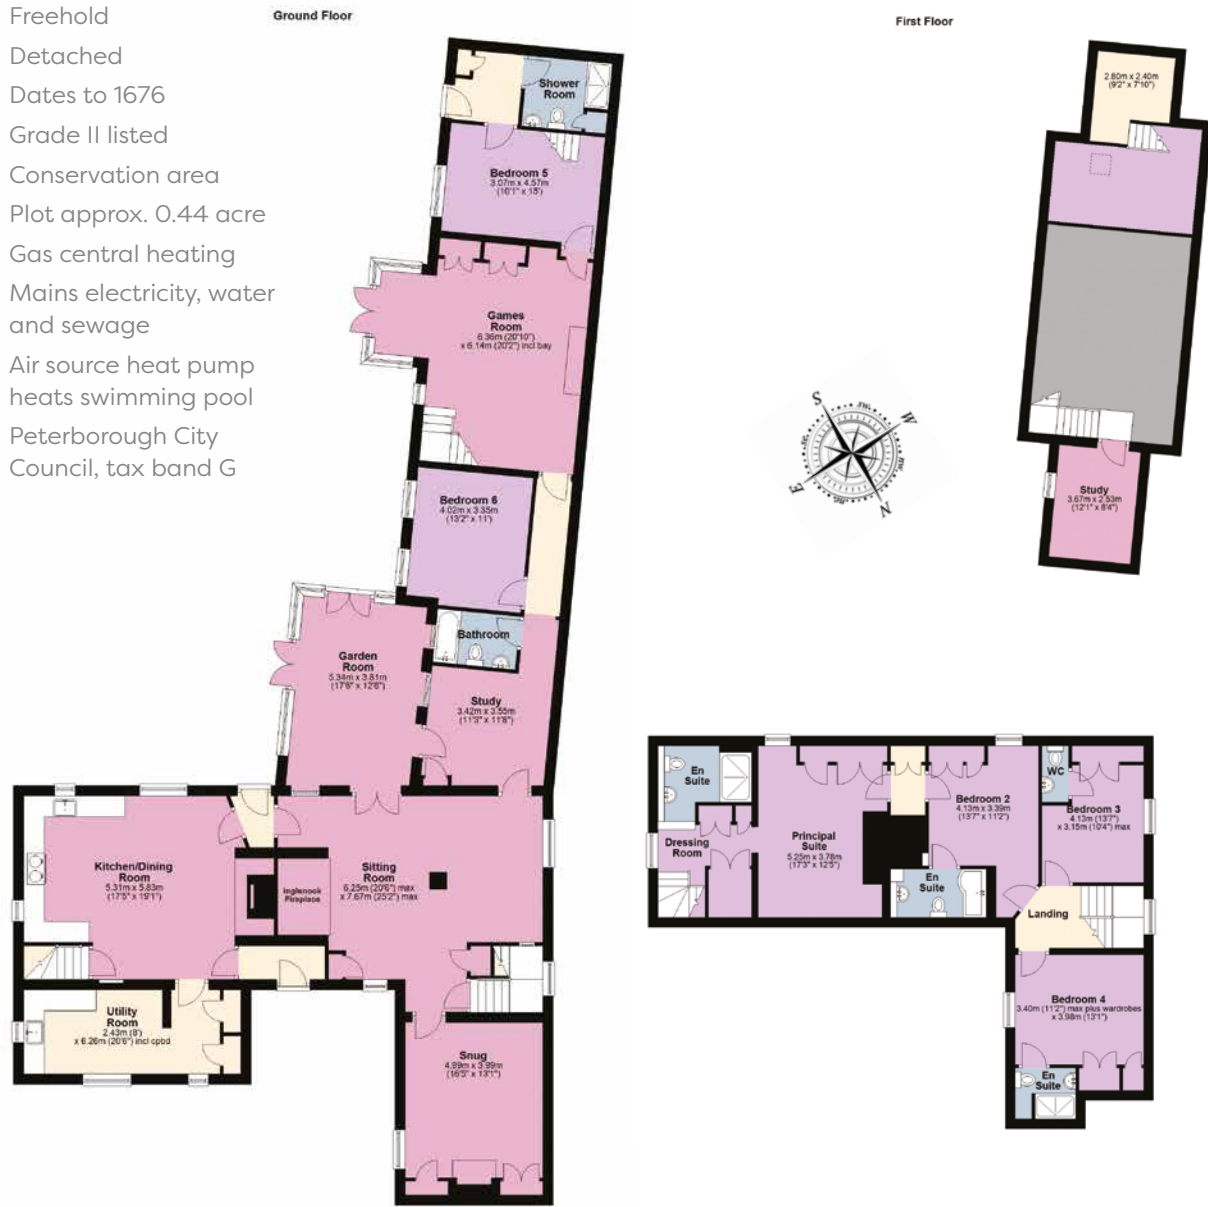 Freehold
Detached
Dates to 1676
Grade II listed
Conservation area
Plot approx. 0.44 acre
Gas central heating
Mains electricity, water
and sewage
Air source heat pump
heats swimming pool
Peterborough City
Council, tax band G
Ground Floor
Shower
Room
Bedroom 5
3.07m x 4.57m
(10'1" x 15')
Games
Room
6.36m (20'10")
x 6.14m (20'2") incl bay
Bedroom 6
4.02m x 3.35m
(13'2" x 11')
Bathroom
Garden
Room
5.34m x 3.81m
(17'6" x 12'6")
Study
3.42m x 3.55m
(11'3" x 11'8")
Kitchen/Dining
Room
5.31m x 5.83m
(17'5" x 19'1")
Inglenook
Fireplace
Sitting
Room
6.25m (20'6") max
x 7.67m (25'2") max
Utility
Room
2.43m (8')
x 6.26m (20'6") incl cpbd
Snug
4.99m x 3.99m
(16'5" x 13'1")
First Floor
2.80m x 2.40m
(9'2" x 7'10")
Study
3.67m x 2.53m
(12'1" x 8'4")
S
W
E
N
En
Suite
Dressing
Room
Principal
Suite
5.25m x 3.78m
(17'3" x 12'5")
Bedroom 2
4.13m x 3.39m
(13'7" x 11'2")
En
Suite
WC
Bedroom 3
4.13m (13'7")
x 3.15m (10'4") max
Landing
Bedroom 4
3.40m (11'2") max plus wardrobes
x 3.98m (13'1")
En
Suite